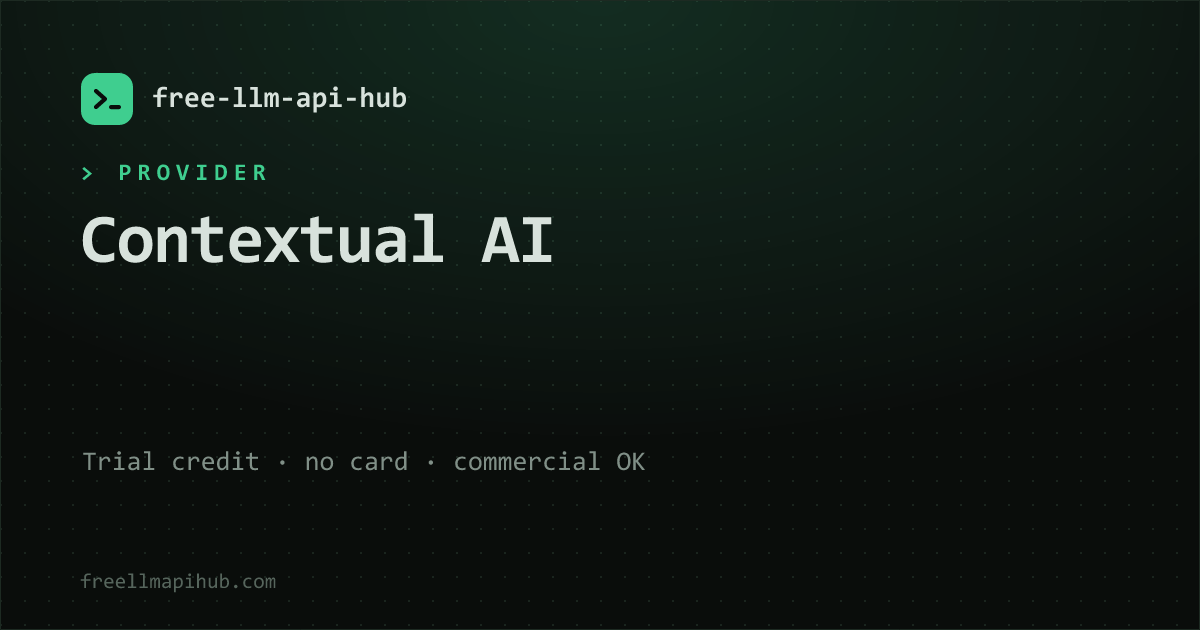 free-llm-api-hub
> PROVIDER
Contextual AI
Trial credit · no card · commercial OK
freellmapihub.com